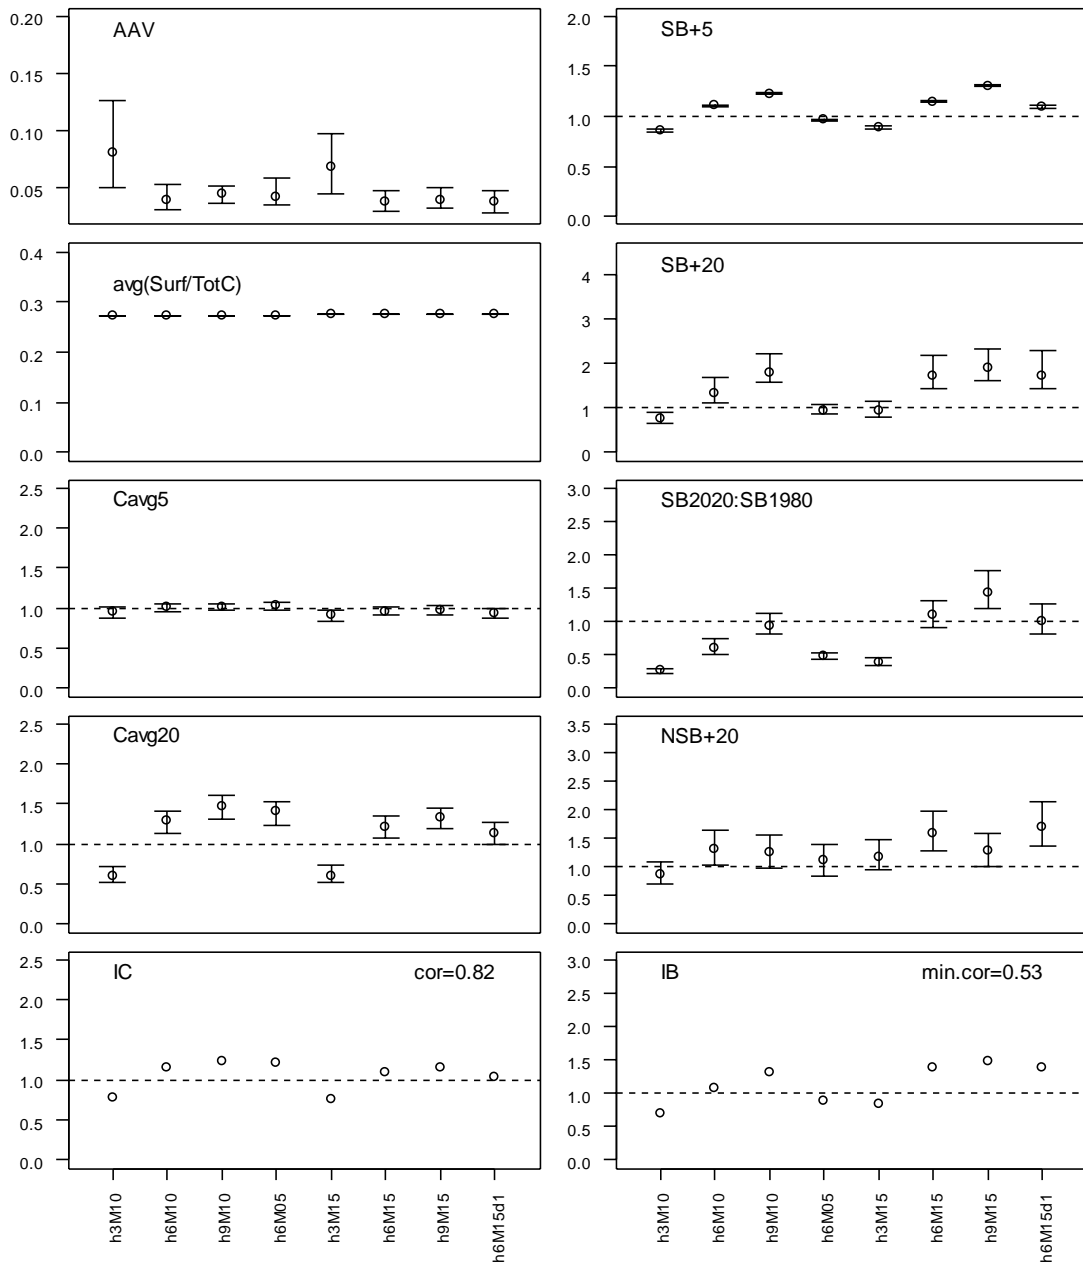 AAV
0.20
0.15
0.10
0.05
SB+5
2.0
1.5
1.0
0.5
0.0
avg(Surf/TotC)
0.4
0.3
0.2
0.1
0.0
SB+20
4
3
2
1
0
Cavg5
2.5
2.0
1.5
1.0
0.5
0.0
SB2020:SB1980
3.0
2.5
2.0
1.5
1.0
0.5
0.0
Cavg20
2.5
2.0
1.5
1.0
0.5
0.0
NSB+20
3.5
3.0
2.5
2.0
1.5
1.0
0.5
0.0
IC cor=0.82
2.5
2.0
1.5
1.0
0.5
0.0
h3M10
h6M10
h9M10
h6M05
h3M15
h6M15
h9M15
h6M15d1
IB min.cor=0.53
3.0
2.5
2.0
1.5
1.0
0.5
0.0
h3M10
h6M10
h9M10
h6M05
h3M15
h6M15
h9M15
h6M15d1